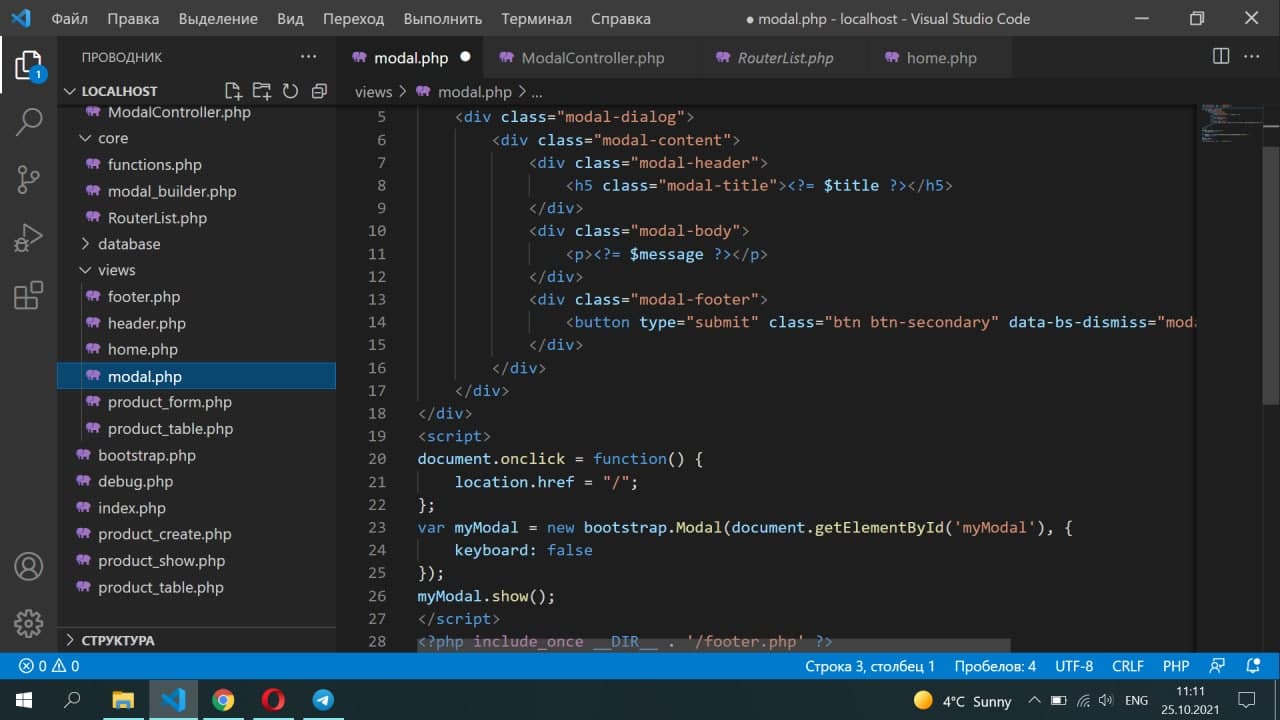 Файл Правка Выделение Вид Переход Выполнить Терминал Справка ● modal.php - localhost - Visual Studio Code
ПРОВОДНИК ··· modal.php ● ModalController.php RouterList.php home.php ···
1
LOCALHOST
views > modal.php > ...
ModalController.php
core
functions.php
modal_builder.php
RouterList.php
database
views
footer.php
header.php
home.php
modal.php
product_form.php
product_table.php
bootstrap.php
debug.php
index.php
product_create.php
product_show.php
product_table.php
СТРУКТУРА
5 <div class="modal-dialog">
6 <div class="modal-content">
7 <div class="modal-header">
8 <h5 class="modal-title"><?= $title ?></h5>
9 </div>
10 <div class="modal-body">
11 <p><?= $message ?></p>
12 </div>
13 <div class="modal-footer">
14 <button type="submit" class="btn btn-secondary" data-bs-dismiss="moda
15 </div>
16 </div>
17 </div>
18 </div>
19 <script>
20 document.onclick = function() {
21 location.href = "/";
22 };
23 var myModal = new bootstrap.Modal(document.getElementById('myModal'), {
24 keyboard: false
25 });
26 myModal.show();
27 </script>
28 <?php include_once __DIR__ . '/footer.php' ?>
0 0 Строка 3, столбец 1 Пробелов: 4 UTF-8 CRLF PHP
4°C Sunny ENG 11:11
25.10.2021